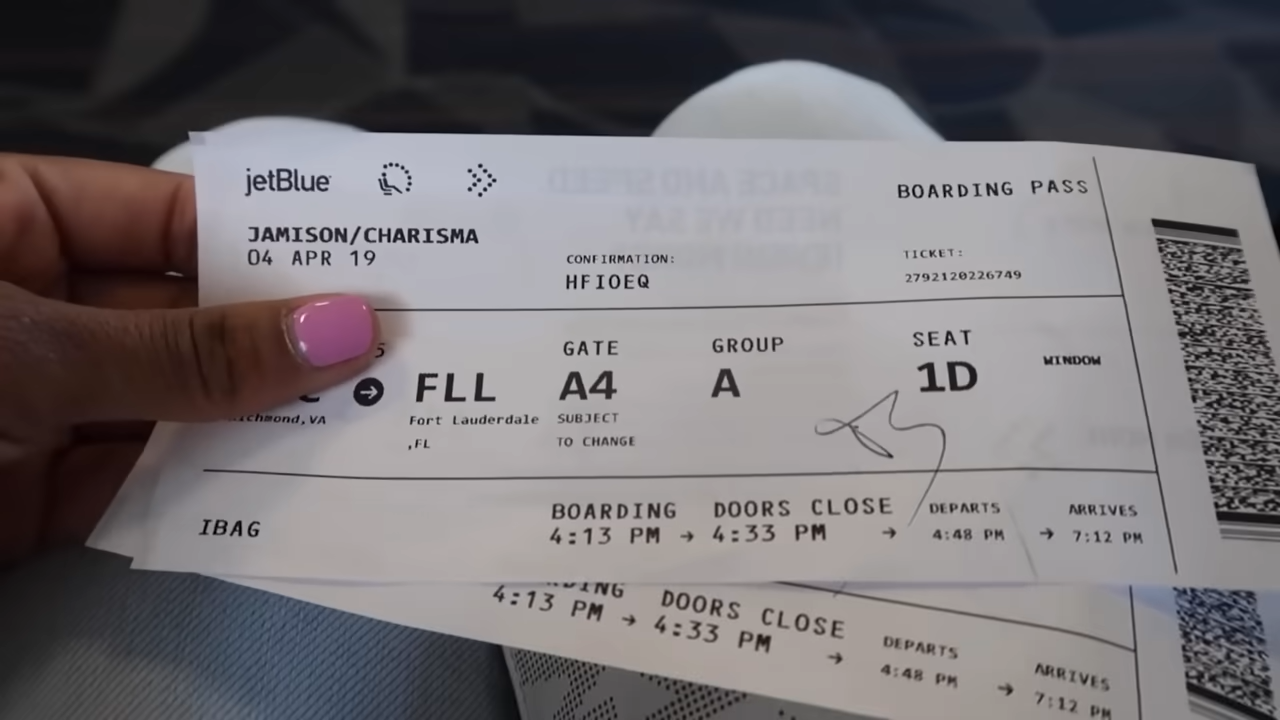 jetBlue
BOARDING PASS
JAMISON/CHARISMA
04 APR 19
CONFIRMATION:
HFIOEQ
TICKET:
2792120226749
GATE
GROUP
SEAT
FLL
A4
A
1D
WINDOW
Richmond,VA
Fort Lauderdale
,FL
SUBJECT
TO CHANGE
IBAG
BOARDING DOORS CLOSE DEPARTS ARRIVES
4:13 PM → 4:33 PM → 4:48 PM → 7:12 PM
DOORS CLOSE DEPARTS ARRIVES
4:13 PM → 4:33 PM → 4:48 PM → 7:12 PM